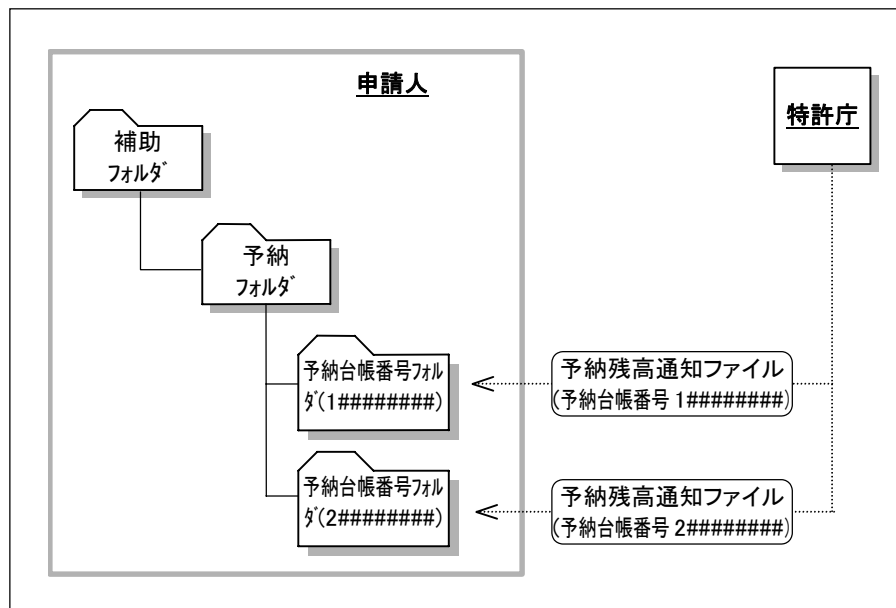 申請人
特許庁
補助
フォルダ
予納
フォルダ
予納台帳番号フォル
ダ(1########)
予納残高通知ファイル
(予納台帳番号 1########)
予納台帳番号フォル
ダ(2########)
予納残高通知ファイル
(予納台帳番号 2########)